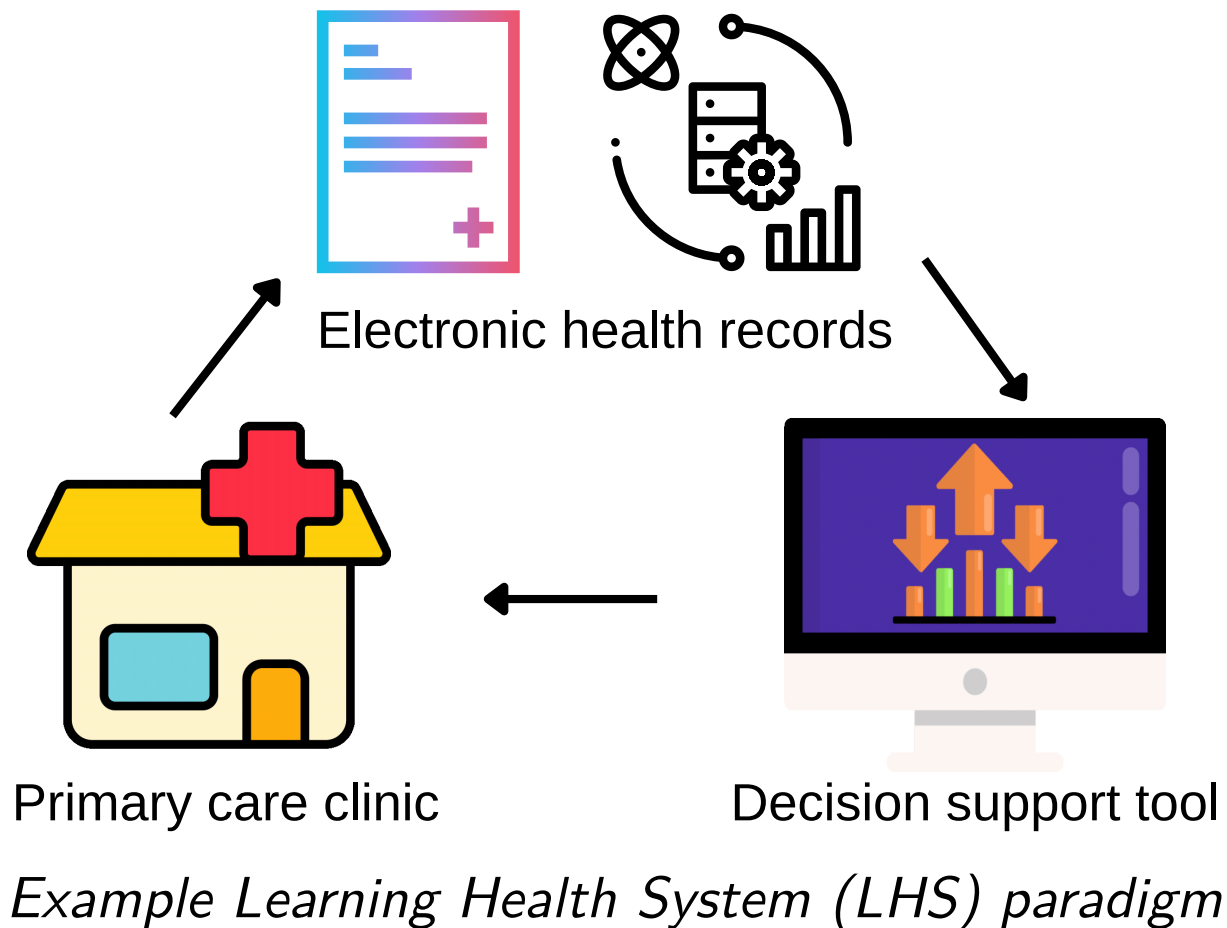 Electronic health records
Primary care clinic
Decision support tool
Example Learning Health System (LHS) paradigm